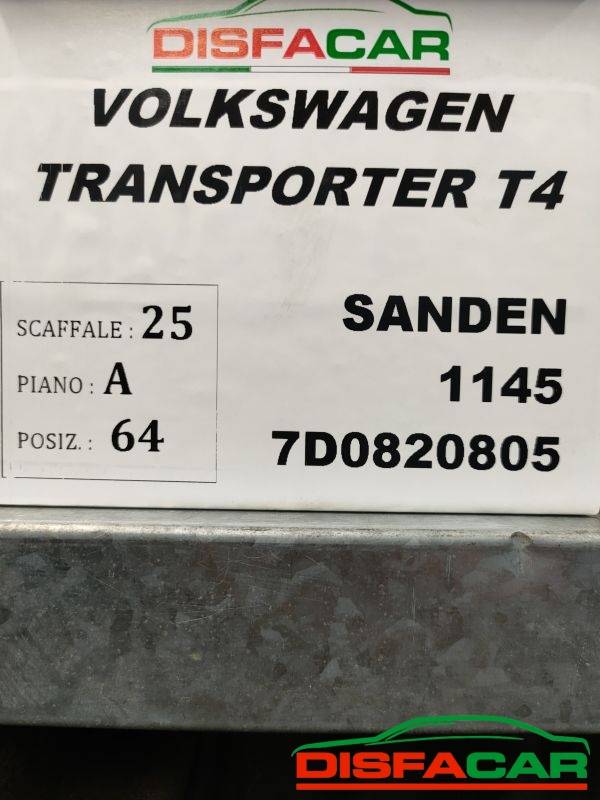 DISFACAR
VOLKSWAGEN
TRANSPORTER T4
SCAFFALE : 25
PIANO : A
POSIZ. : 64
SANDEN
1145
7D0820805
DISFACAR